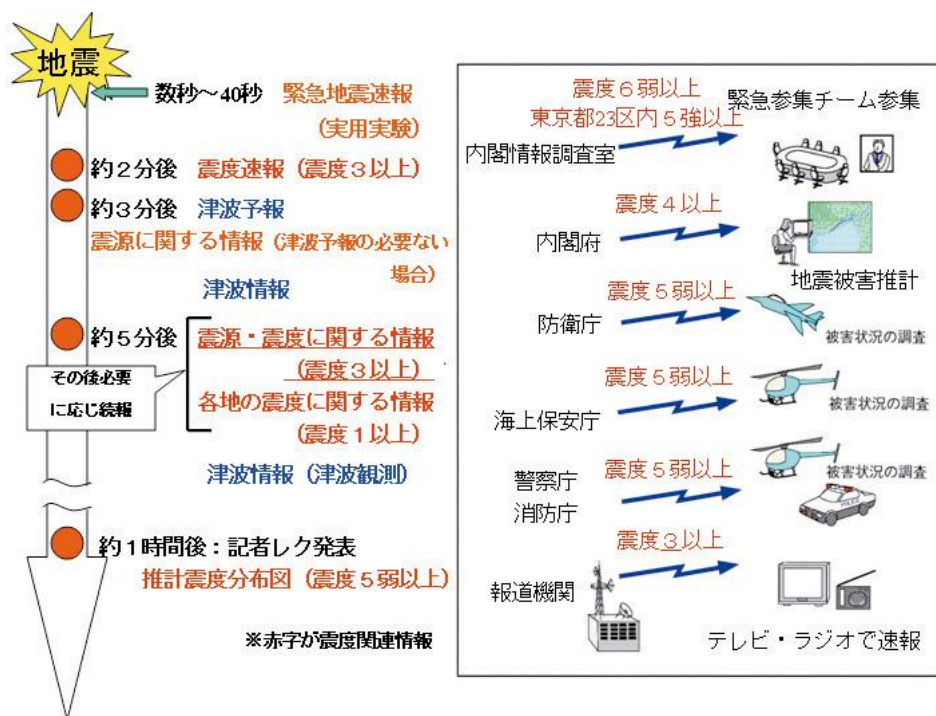 地震
数秒～40秒　緊急地震速報
（実用実験）
約２分後　震度速報（震度３以上）
約３分後　津波予報
震源に関する情報（津波予報の必要ない
場合）
津波情報
約５分後　震源・震度に関する情報
（震度３以上）
その後必要
に応じ続報
各地の震度に関する情報
（震度１以上）
津波情報（津波観測）
約１時間後：記者レク発表
推計震度分布図（震度５弱以上）
※赤字が震度関連情報
震度６弱以上
東京都23区内５強以上
緊急参集チーム参集
内閣情報調査室
震度４以上
内閣府
地震被害推計
震度５弱以上
防衛庁
被害状況の調査
震度５弱以上
海上保安庁
被害状況の調査
震度５弱以上
警察庁
消防庁
被害状況の調査
震度３以上
報道機関
テレビ・ラジオで速報